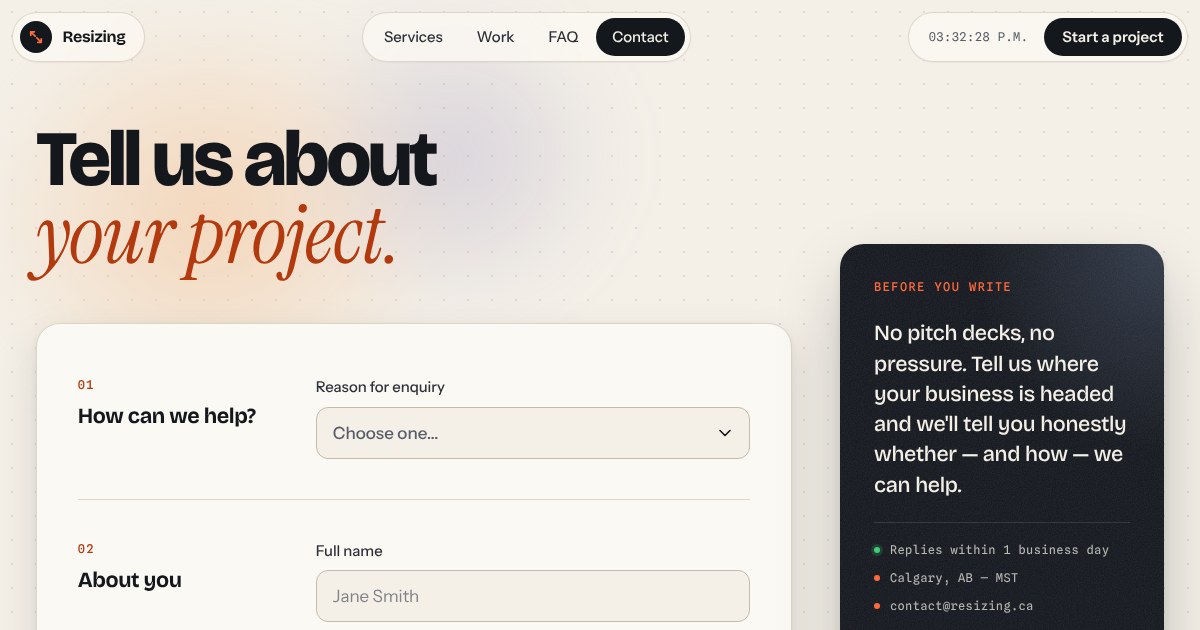 Resizing
Services
Work
FAQ
Contact
03:32:28 P.M.
Start a project
Tell us about
your project.
01
How can we help?
Reason for enquiry
Choose one...
02
About you
Full name
Jane Smith
BEFORE YOU WRITE
No pitch decks, no
pressure. Tell us where
your business is headed
and we'll tell you honestly
whether — and how — we
can help.
Replies within 1 business day
Calgary, AB — MST
contact@resizing.ca